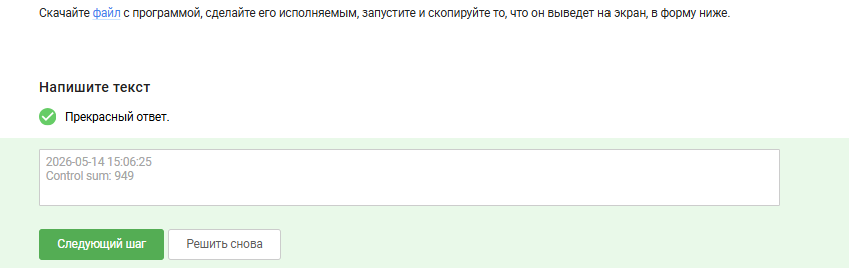 Скачайте файл с программой, сделайте его исполняемым, запустите и скопируйте то, что он выведет на экран, в форму ниже.
Напишите текст
Прекрасный ответ.
2026-05-14 15:06:25
Control sum: 949
Следующий шаг
Решить снова